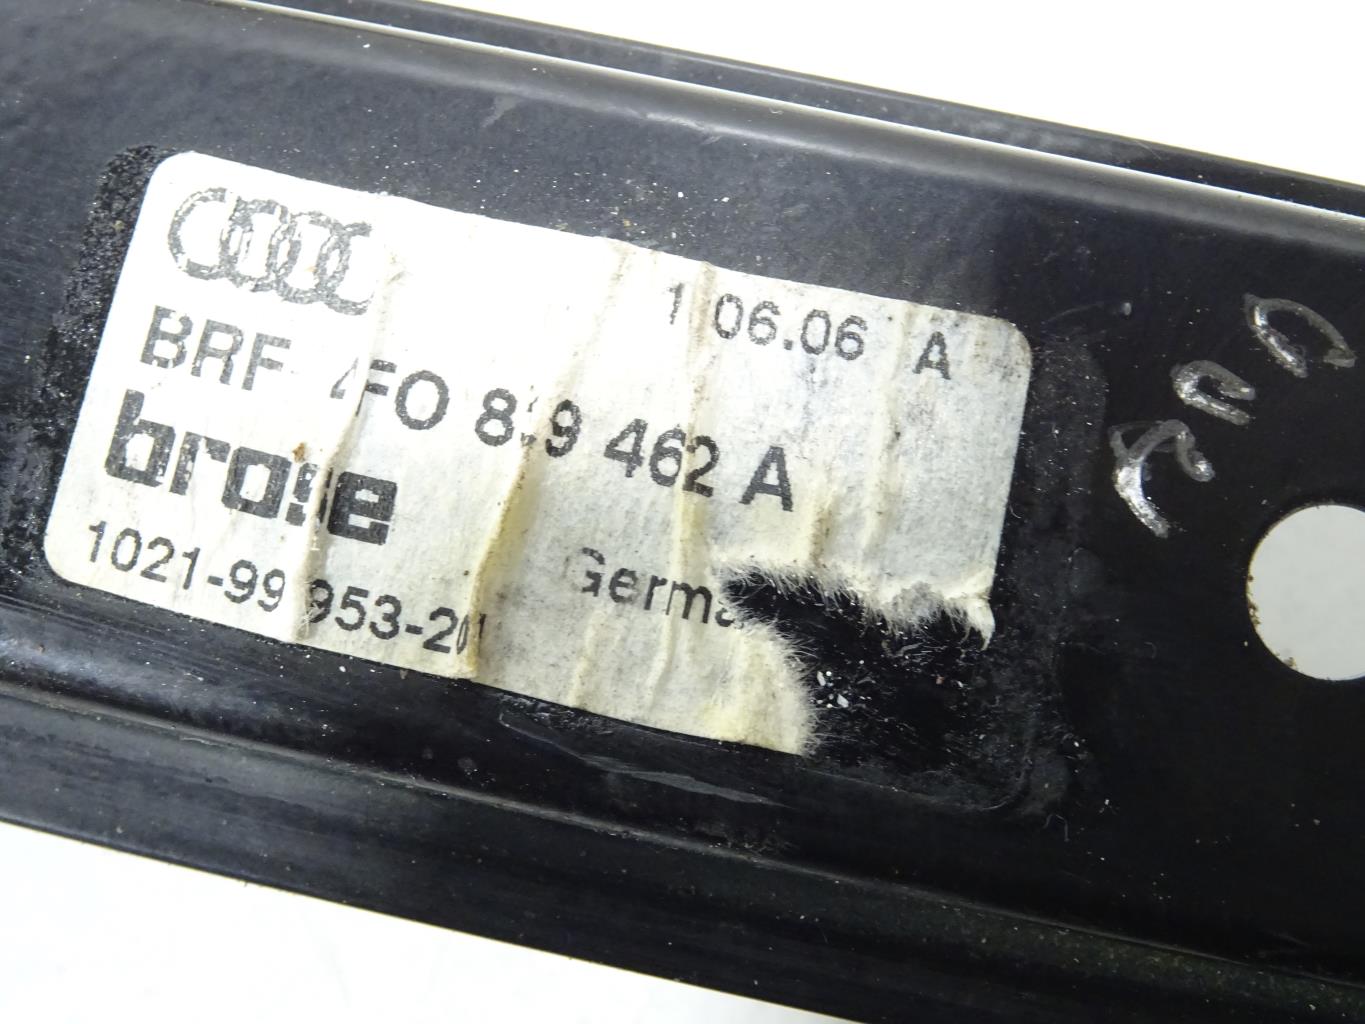 1 06.06 A
BRF 4F0 839 462 A
brose
1021-99 953-201
Germa